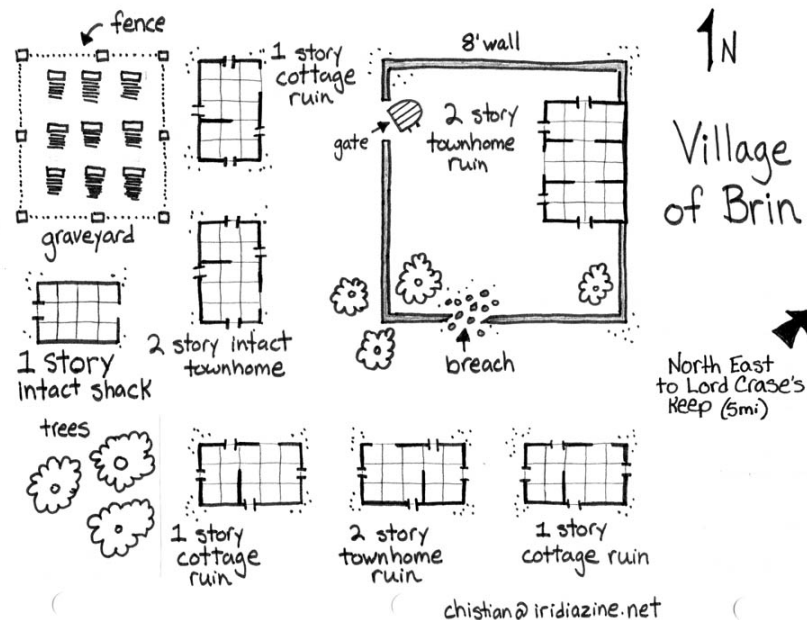 fence
1 story
cottage
ruin
8' wall
N
gate
2 story
townhome
ruin
Village
of Brin
graveyard
1 story
intact shack
2 story intact
townhome
breach
North East
to Lord Crase's
Keep (5mi)
trees
1 story
cottage
ruin
2 story
townhome
ruin
1 story
cottage ruin
chistian@iridiazine.net